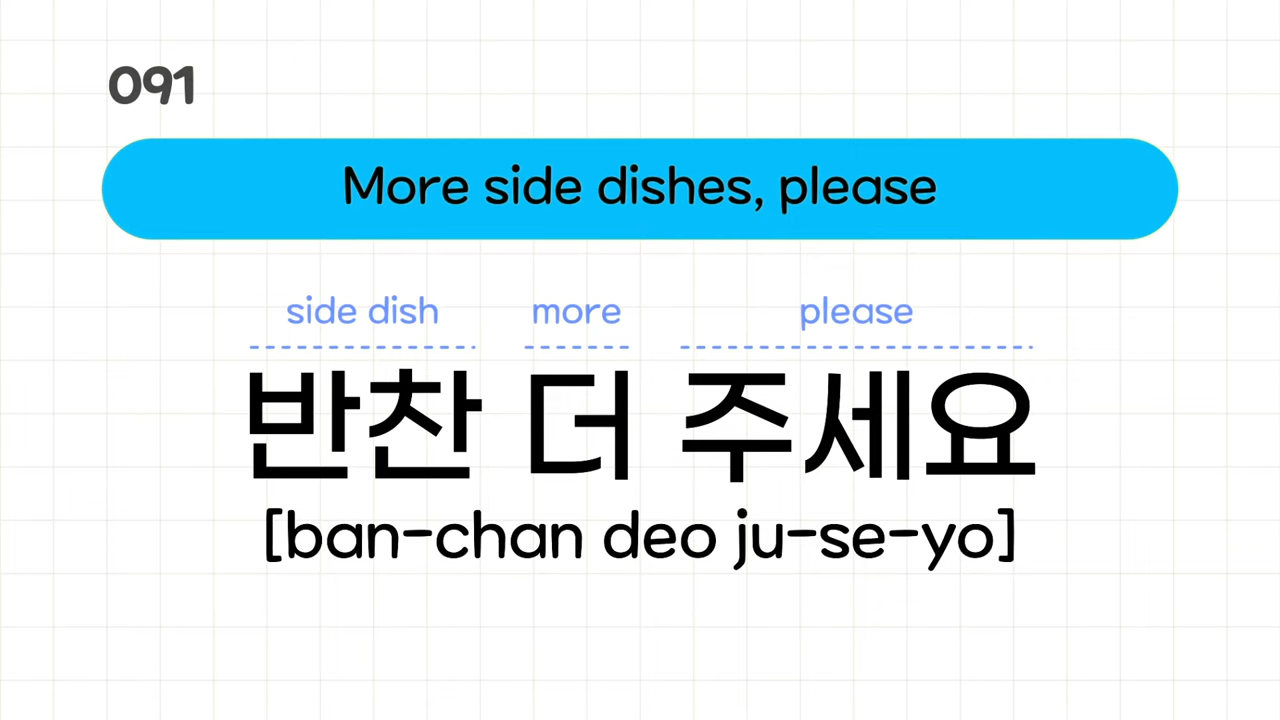 091
More side dishes, please
side dish more please
반찬 더 주세요
[ban-chan deo ju-se-yo]